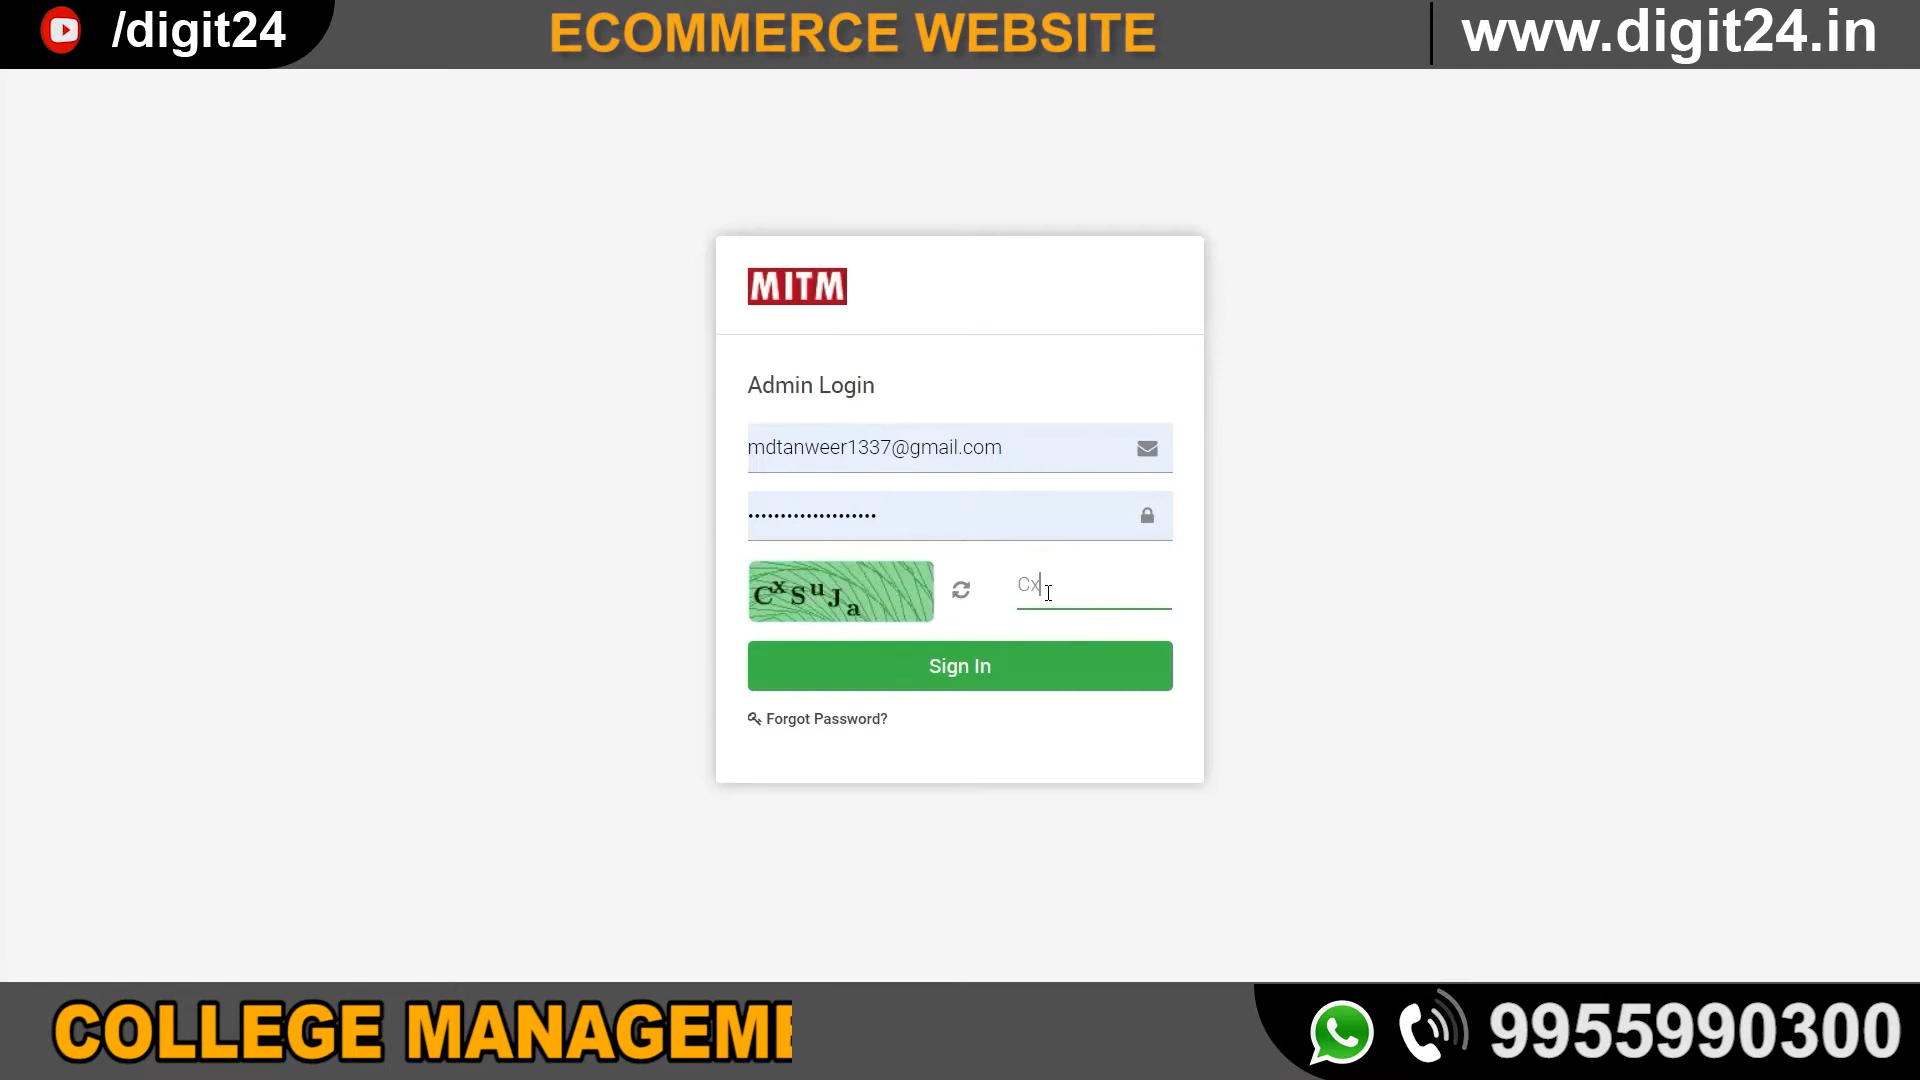 /digit24
ECOMMERCE WEBSITE
www.digit24.in
MITM
Admin Login
mdtanweer1337@gmail.com
••••••••••••••••••••
CxSuJa
Cx
Sign In
Forgot Password?
COLLEGE MANAGEME
9955990300